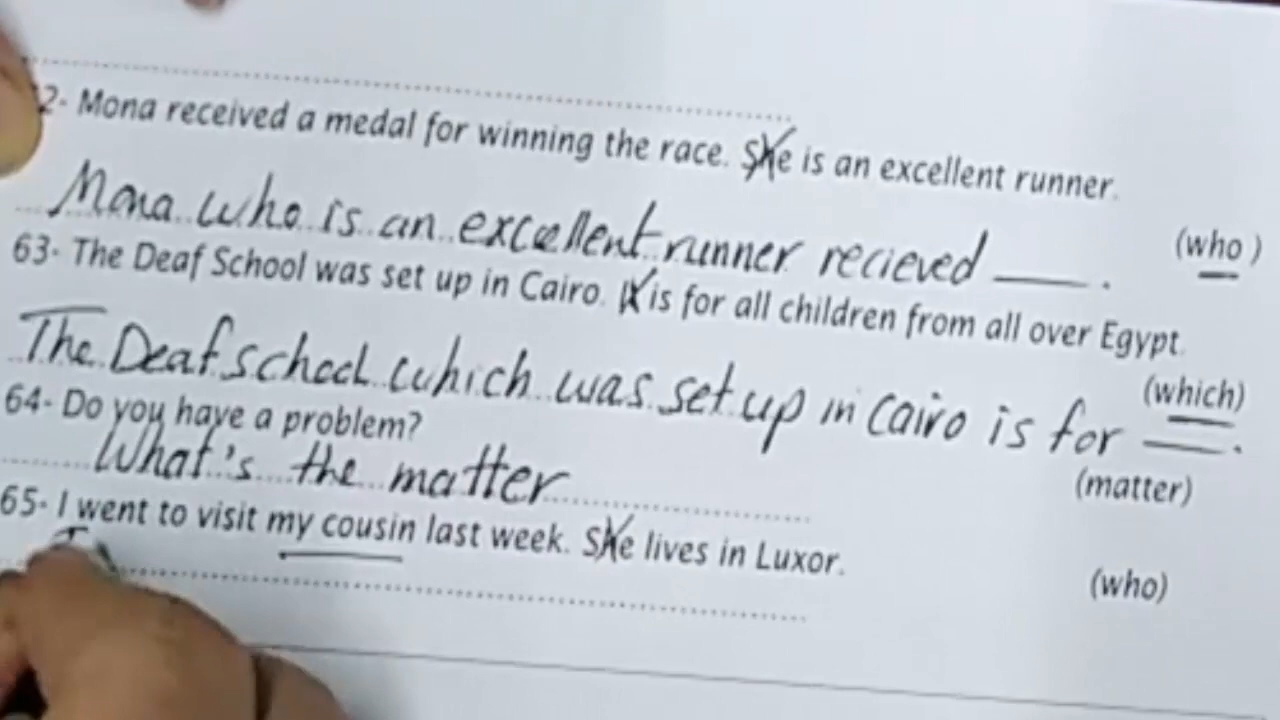 2- Mona received a medal for winning the race. She is an excellent runner.
(who )
Mona who is an excellent runner recieved ___ .
63- The Deaf School was set up in Cairo. It is for all children from all over Egypt.
(which)
The Deaf school which was set up in Cairo is for ___ .
64- Do you have a problem?
(matter)
What's the matter
65- I went to visit my cousin last week. She lives in Luxor.
(who)
I